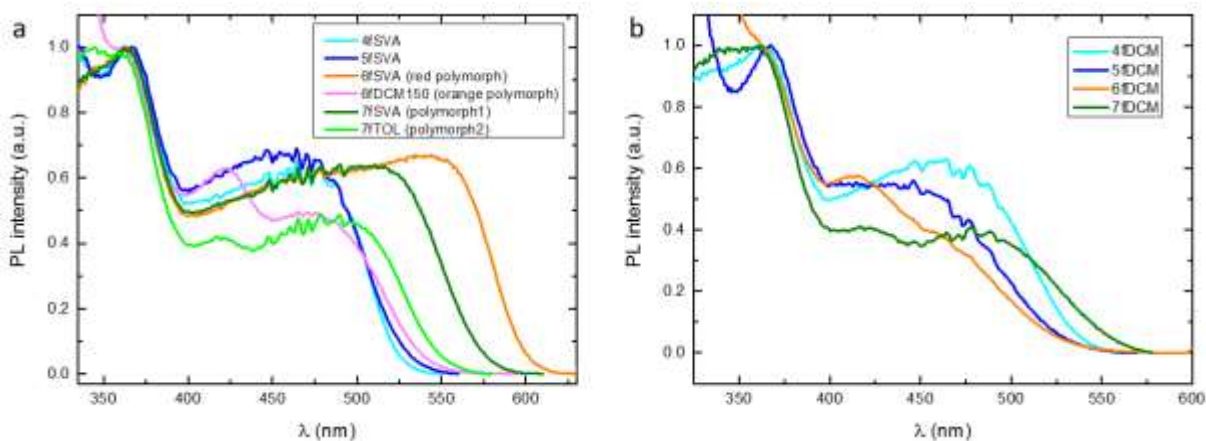 a
4fSVA
5fSVA
6fSVA (red polymorph)
6fDCM150 (orange polymorph)
7fSVA (polymorph1)
7fTOL (polymorph2)
PL intensity (a.u.)
1.0
0.8
0.6
0.4
0.2
0.0
350 400 450 500 550 600
λ (nm)
b
4fDCM
5fDCM
6fDCM
7fDCM
PL intensity (a.u.)
1.0
0.8
0.6
0.4
0.2
0.0
350 400 450 500 550 600
λ (nm)